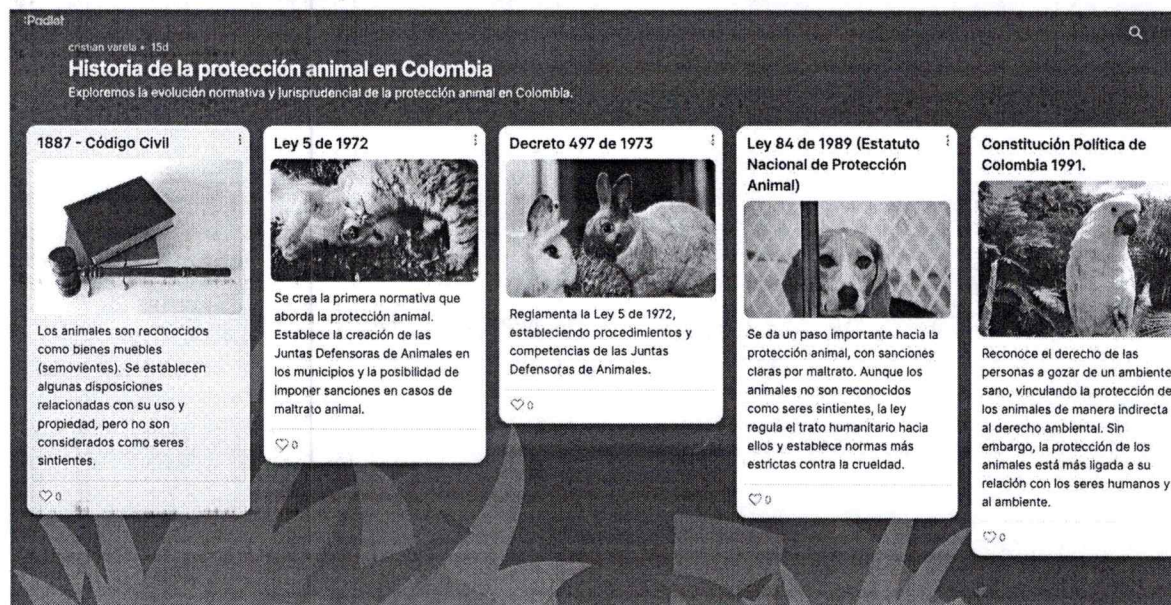 :Padlet
cristian varela • 15d
Historia de la protección animal en Colombia
Exploremos la evolución normativa y jurisprudencial de la protección animal en Colombia.
1887 - Código Civil
Los animales son reconocidos
como bienes muebles
(semovientes). Se establecen
algunas disposiciones
relacionadas con su uso y
propiedad, pero no son
considerados como seres
sintientes.
0
Ley 5 de 1972
Se crea la primera normativa que
aborda la protección animal.
Establece la creación de las
Juntas Defensoras de Animales en
los municipios y la posibilidad de
imponer sanciones en casos de
maltrato animal.
0
Decreto 497 de 1973
Reglamenta la Ley 5 de 1972,
estableciendo procedimientos y
competencias de las Juntas
Defensoras de Animales.
0
Ley 84 de 1989 (Estatuto
Nacional de Protección
Animal)
Se da un paso importante hacia la
protección animal, con sanciones
claras por maltrato. Aunque los
animales no son reconocidos
como seres sintientes, la ley
regula el trato humanitario hacia
ellos y establece normas más
estrictas contra la crueldad.
0
Constitución Política de
Colombia 1991.
Reconoce el derecho de las
personas a gozar de un ambiente
sano, vinculando la protección de
los animales de manera indirecta
al derecho ambiental. Sin
embargo, la protección de los
animales está más ligada a su
relación con los seres humanos y
al ambiente.
0